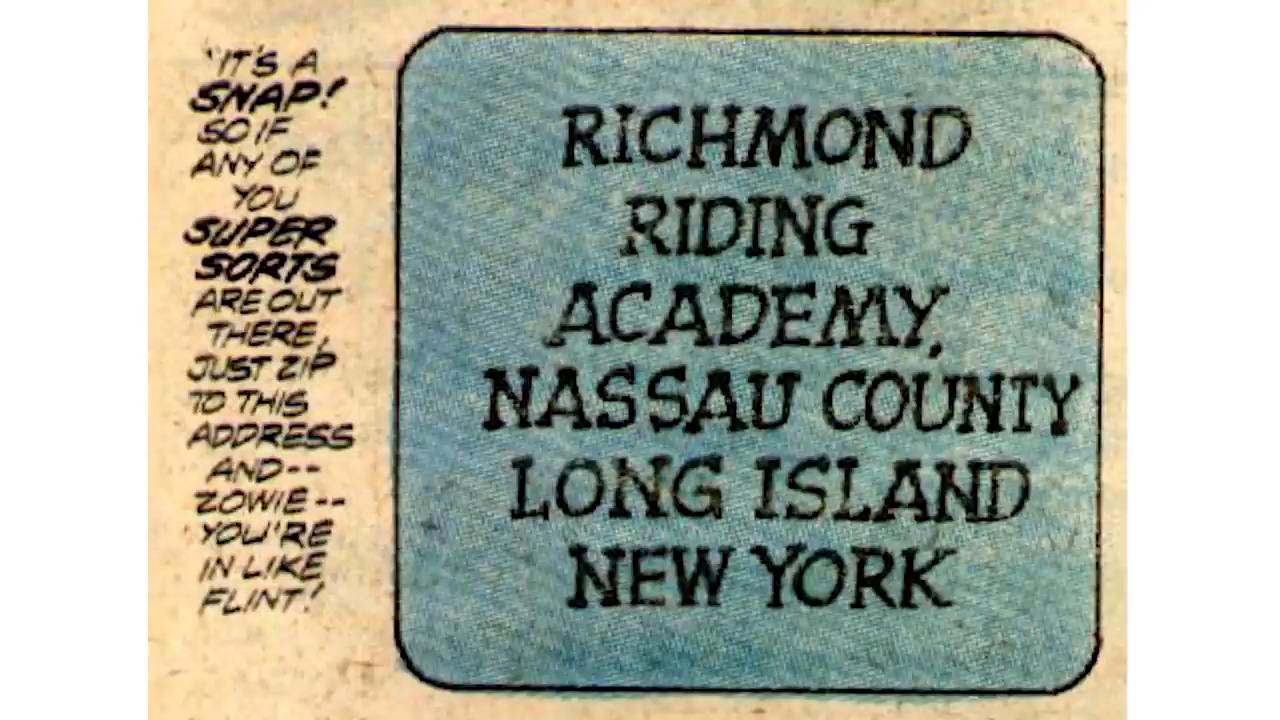 "IT'S A
SNAP!
SO IF
ANY OF
YOU
SUPER
SORTS
ARE OUT
THERE,
JUST ZIP
TO THIS
ADDRESS
AND--
ZOWIE--
YOU'RE
IN LIKE
FLINT!
RICHMOND
RIDING
ACADEMY,
NASSAU COUNTY
LONG ISLAND
NEW YORK